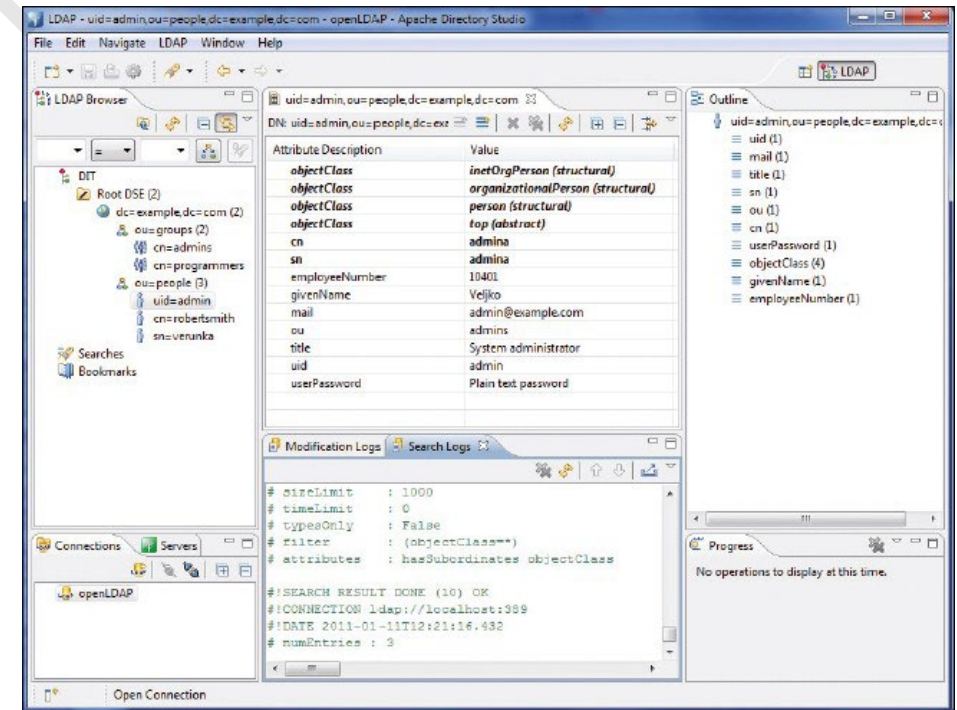 LDAP - uid=admin,ou=people,dc=example,dc=com - openLDAP - Apache Directory Studio
File Edit Navigate LDAP Window Help
LDAP
LDAP Browser
=
DIT
Root DSE (2)
dc=example,dc=com (2)
ou=groups (2)
cn=admins
cn=programmers
ou=people (3)
uid=admin
cn=robertsmith
sn=verunka
Searches
Bookmarks
uid=admin,ou=people,dc=example,dc=com
DN: uid=admin,ou=people,dc=exa
Attribute Description Value
objectClass inetOrgPerson (structural)
objectClass organizationalPerson (structural)
objectClass person (structural)
objectClass top (abstract)
cn admina
sn admina
employeeNumber 10401
givenName Veljko
mail admin@example.com
ou admins
title System administrator
uid admin
userPassword Plain text password
Outline
uid=admin,ou=people,dc=example,dc=c
uid (1)
mail (1)
title (1)
sn (1)
ou (1)
cn (1)
userPassword (1)
objectClass (4)
givenName (1)
employeeNumber (1)
Modification Logs Search Logs
# sizeLimit : 1000
# timeLimit : 0
# typesOnly : False
# filter : (objectClass=*)
# attributes : hasSubordinates objectClass
#!SEARCH RESULT DONE (10) OK
#!CONNECTION ldap://localhost:389
#!DATE 2011-01-11T12:21:16.432
# numEntries : 3
Connections Servers
openLDAP
Progress
No operations to display at this time.
Open Connection